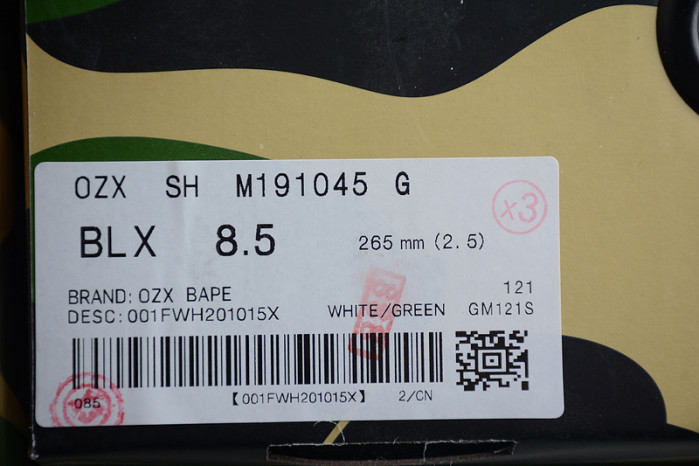 OZX SH M191045 G
x3
BLX 8.5 265 mm (2.5)
BRAND: OZX BAPE 121
DESC: 001FWH201015X WHITE/GREEN GM121S
085 【001FWH201015X】 2/CN